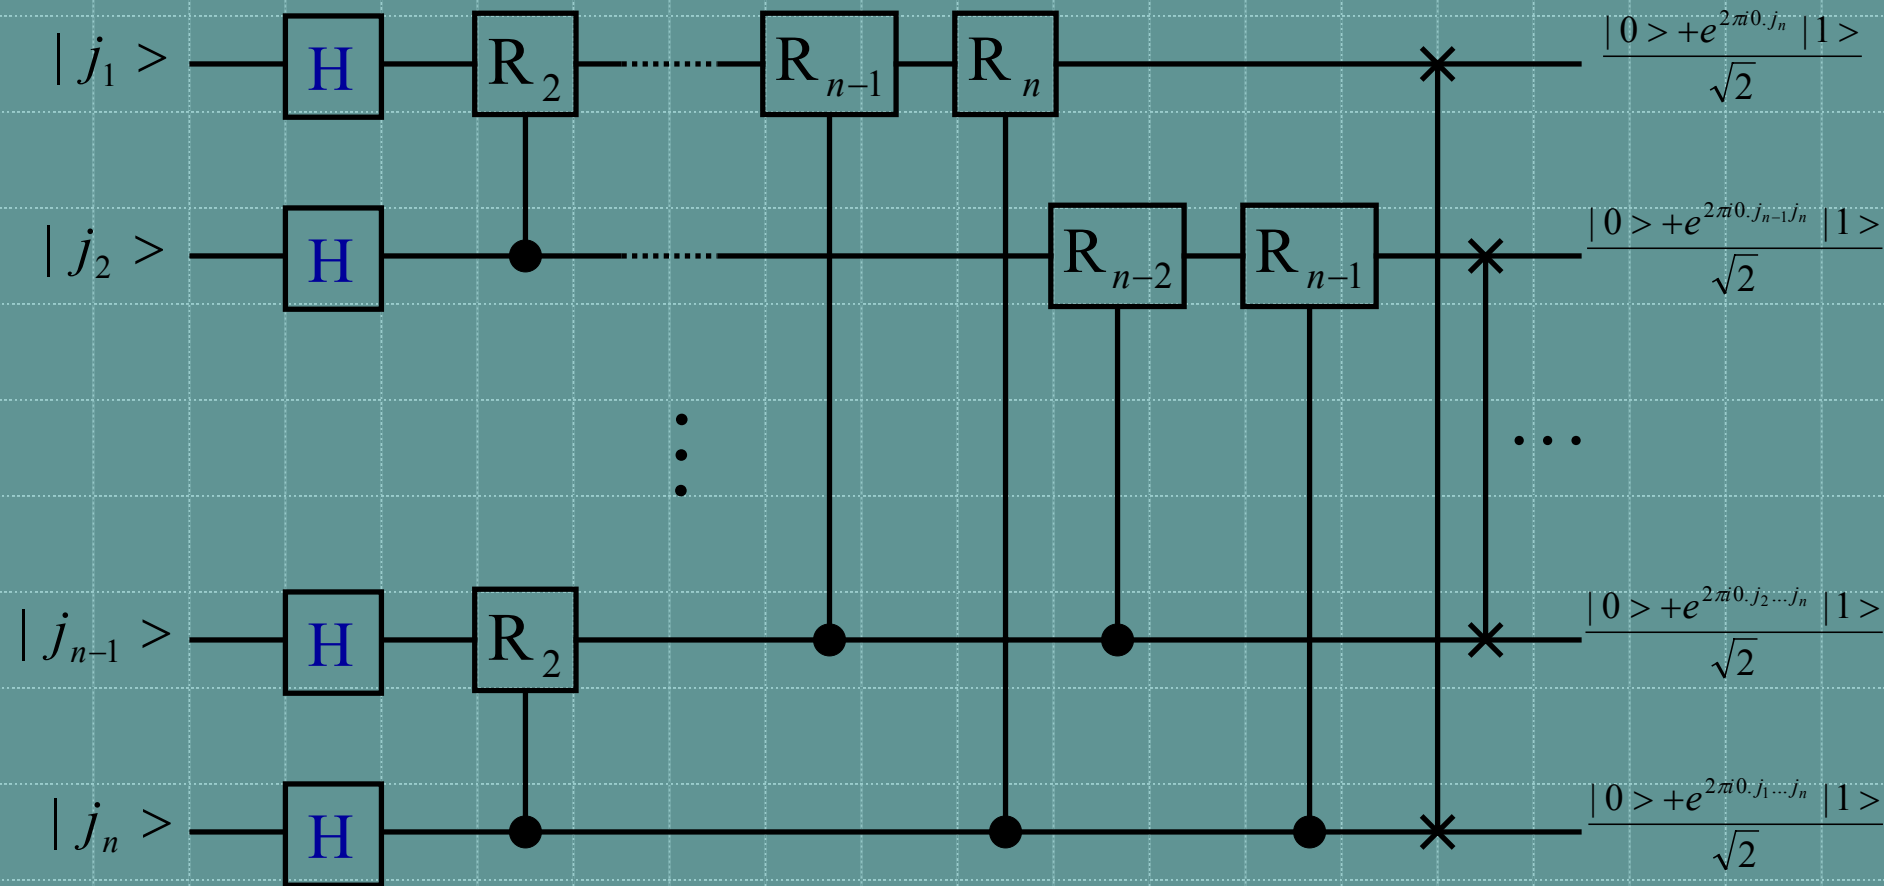 | j₁ > H R₂ Rₙ₋₁ Rₙ (| 0 > +e^{2πi0.jₙ} | 1 >)/√2
| j₂ > H Rₙ₋₂ Rₙ₋₁ (| 0 > +e^{2πi0.jₙ₋₁jₙ} | 1 >)/√2
| jₙ₋₁ > H R₂ (| 0 > +e^{2πi0.j₂...jₙ} | 1 >)/√2
| jₙ > H (| 0 > +e^{2πi0.j₁...jₙ} | 1 >)/√2